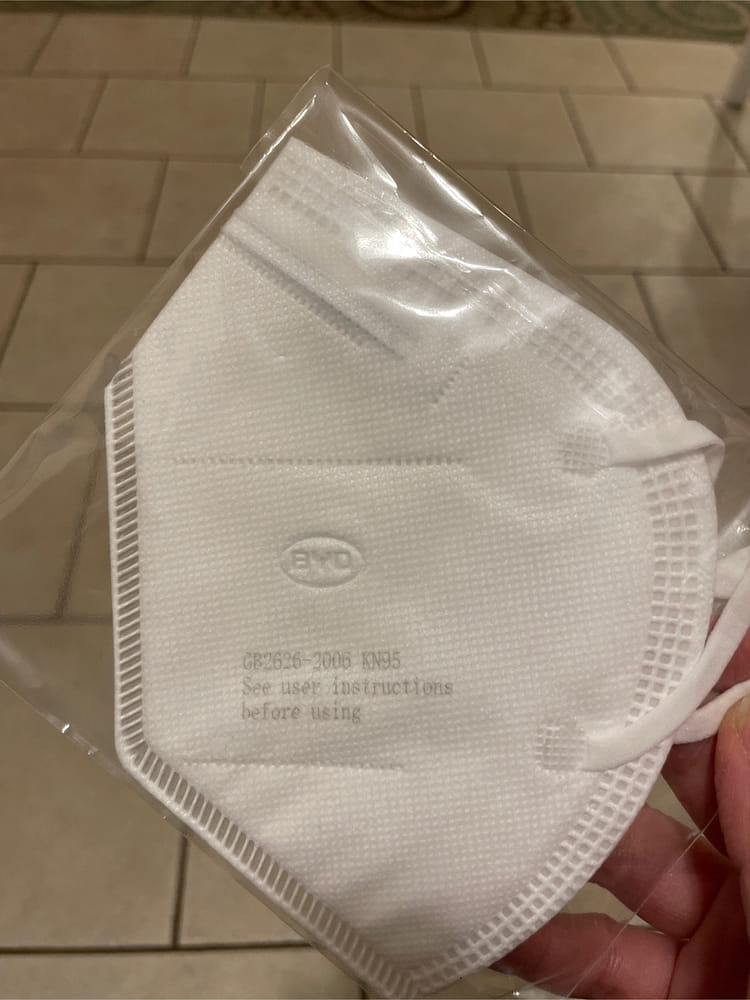 BYD
GB2626-2006 KN95
See user instructions
before using